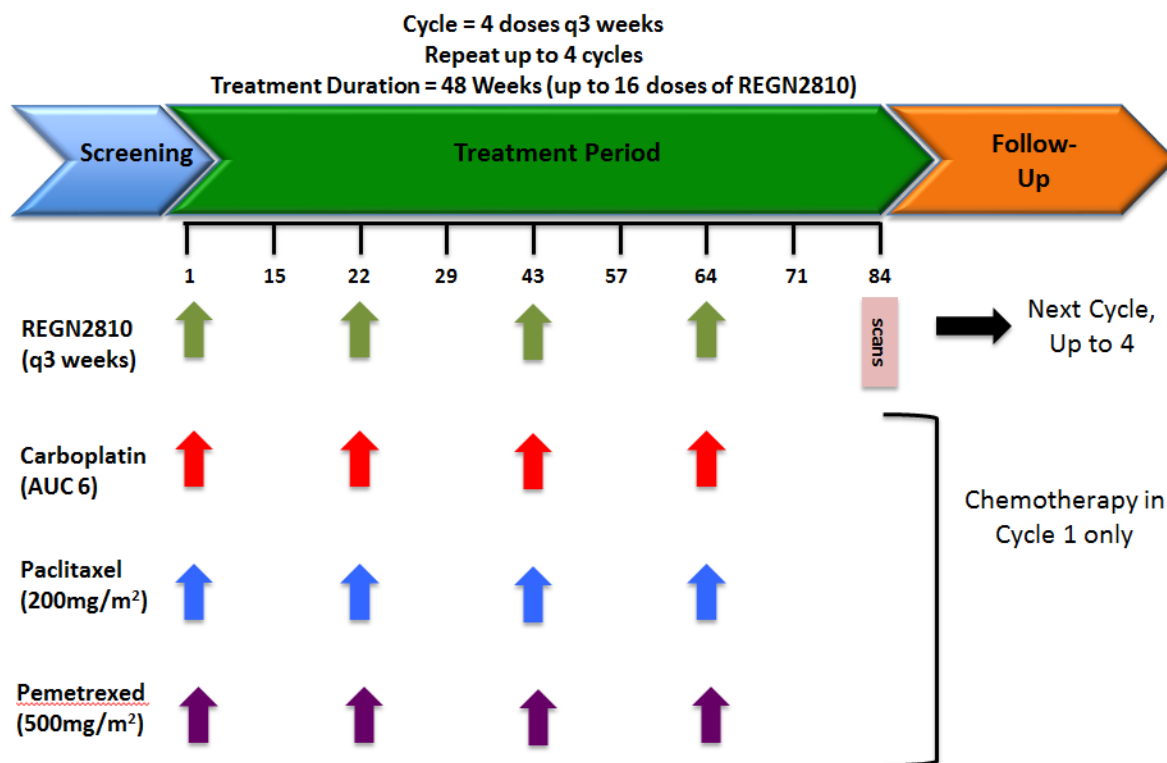 Cycle = 4 doses q3 weeks
Repeat up to 4 cycles
Treatment Duration = 48 Weeks (up to 16 doses of REGN2810)
Screening
Treatment Period
Follow-
Up
1 15 22 29 43 57 64 71 84
REGN2810
(q3 weeks)
scans
Next Cycle,
Up to 4
Carboplatin
(AUC 6)
Chemotherapy in
Cycle 1 only
Paclitaxel
(200mg/m²)
Pemetrexed
(500mg/m²)